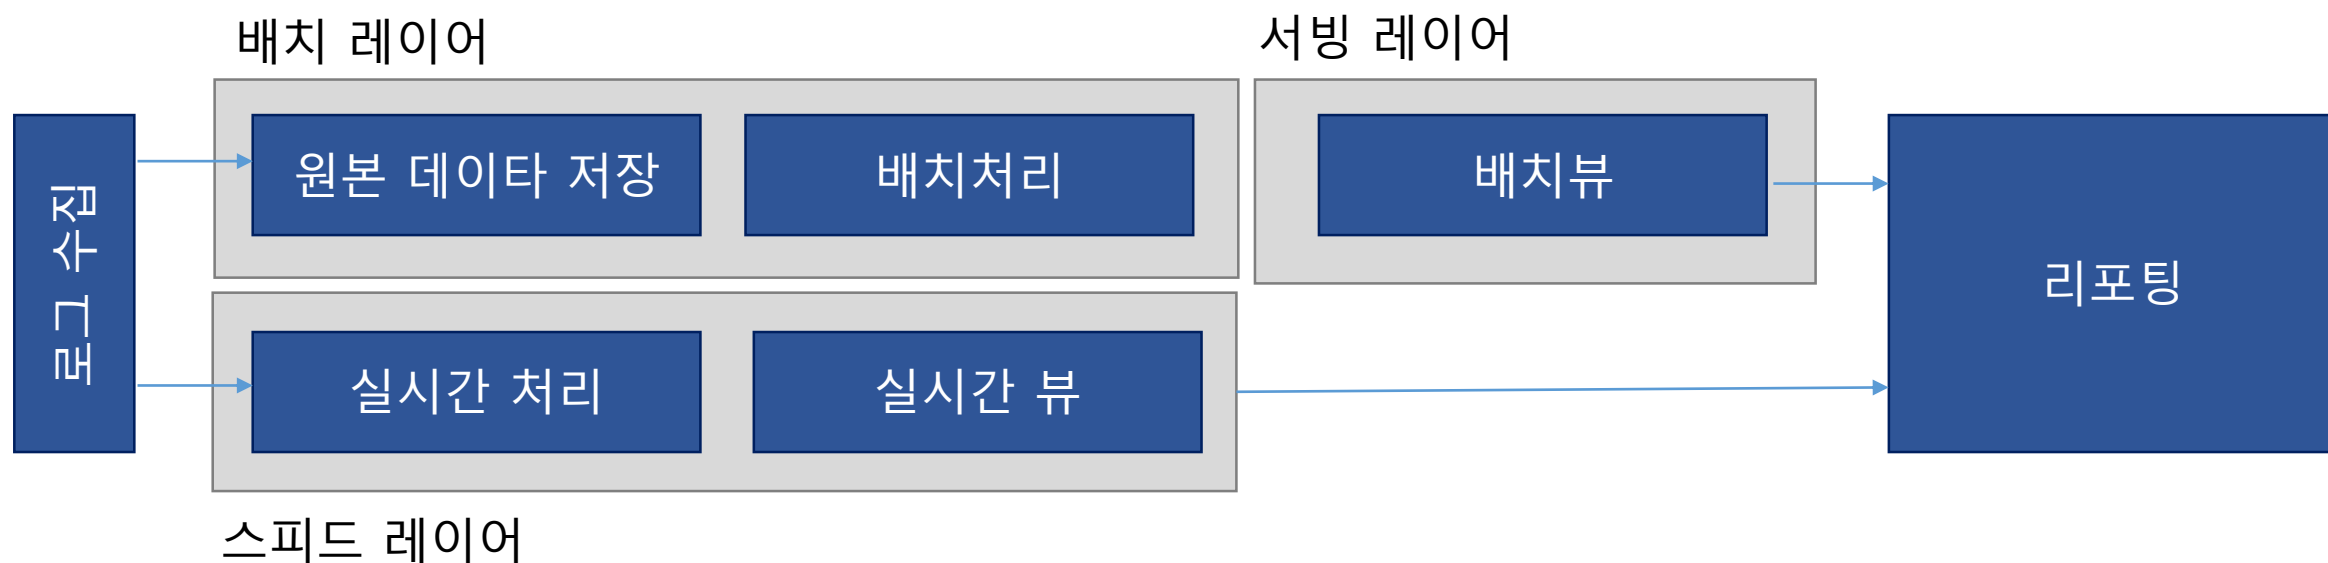 배치 레이어
서빙 레이어
로그 수집
원본 데이타 저장
배치처리
배치뷰
리포팅
실시간 처리
실시간 뷰
스피드 레이어